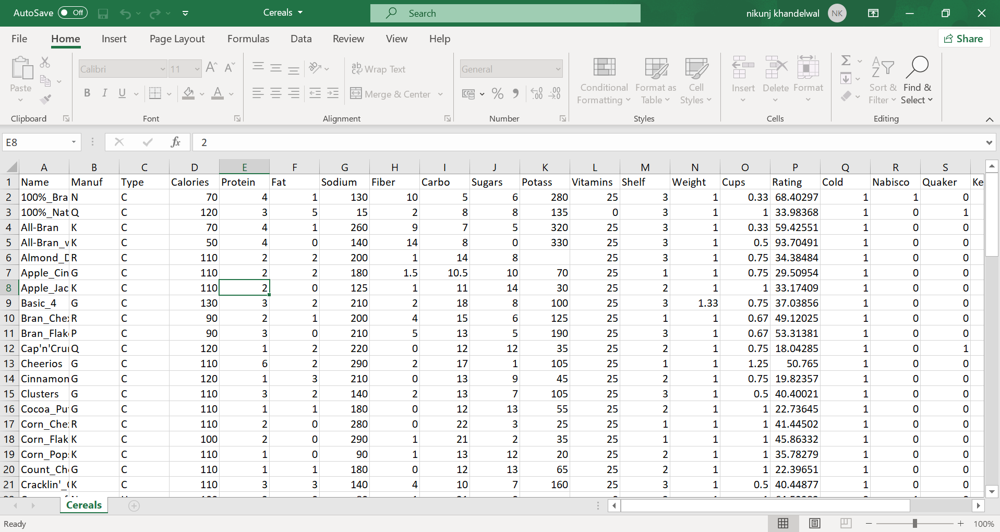 AutoSave Off Cereals Search nikunj khandelwal NK
File Home Insert Page Layout Formulas Data Review View Help Share
Calibri 11 Wrap Text General
Paste B I U Merge & Center % Conditional Formatting Format as Table Cell Styles Insert Delete Format Sort & Filter Find & Select
Clipboard Font Alignment Number Styles Cells Editing
E8 fx 2
A B C D E F G H I J K L M N O P Q R S
1 Name Manuf Type Calories Protein Fat Sodium Fiber Carbo Sugars Potass Vitamins Shelf Weight Cups Rating Cold Nabisco Quaker Ke
2 100%_Bra N C 70 4 1 130 10 5 6 280 25 3 1 0.33 68.40297 1 1 0
3 100%_Nat Q C 120 3 5 15 2 8 8 135 0 3 1 1 33.98368 1 0 1
4 All-Bran K C 70 4 1 260 9 7 5 320 25 3 1 0.33 59.42551 1 0 0
5 All-Bran_w K C 50 4 0 140 14 8 0 330 25 3 1 0.5 93.70491 1 0 0
6 Almond_D R C 110 2 2 200 1 14 8 25 3 1 0.75 34.38484 1 0 0
7 Apple_Cin G C 110 2 2 180 1.5 10.5 10 70 25 1 1 0.75 29.50954 1 0 0
8 Apple_Jac K C 110 2 0 125 1 11 14 30 25 2 1 1 33.17409 1 0 0
9 Basic_4 G C 130 3 2 210 2 18 8 100 25 3 1.33 0.75 37.03856 1 0 0
10 Bran_Chex R C 90 2 1 200 4 15 6 125 25 1 1 0.67 49.12025 1 0 0
11 Bran_Flak P C 90 3 0 210 5 13 5 190 25 3 1 0.67 53.31381 1 0 0
12 Cap'n'Crun Q C 120 1 2 220 0 12 12 35 25 2 1 0.75 18.04285 1 0 1
13 Cheerios G C 110 6 2 290 2 17 1 105 25 1 1 1.25 50.765 1 0 0
14 Cinnamon G C 120 1 3 210 0 13 9 45 25 2 1 0.75 19.82357 1 0 0
15 Clusters G C 110 3 2 140 2 13 7 105 25 3 1 0.5 40.40021 1 0 0
16 Cocoa_Pu G C 110 1 1 180 0 12 13 55 25 2 1 1 22.73645 1 0 0
17 Corn_Chex R C 110 2 0 280 0 22 3 25 25 1 1 1 41.44502 1 0 0
18 Corn_Flak K C 100 2 0 290 1 21 2 35 25 1 1 1 45.86332 1 0 0
19 Corn_Pops K C 110 1 0 90 1 13 12 20 25 2 1 1 35.78279 1 0 0
20 Count_Cho G C 110 1 1 180 0 12 13 65 25 2 1 1 22.39651 1 0 0
21 Cracklin'_O K C 110 3 3 140 4 10 7 160 25 3 1 0.5 40.44877 1 0 0
Cereals
Ready 100%